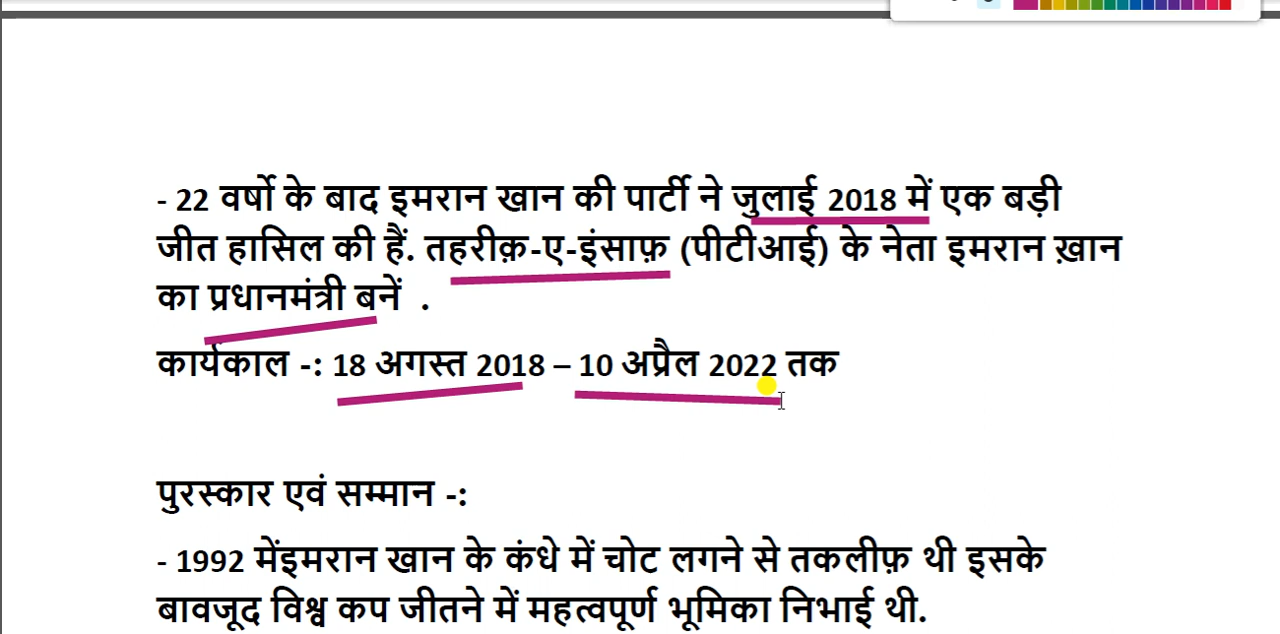 - 22 वर्षो के बाद इमरान खान की पार्टी ने जुलाई 2018 में एक बड़ी
जीत हासिल की हैं. तहरीक़-ए-इंसाफ़ (पीटीआई) के नेता इमरान ख़ान
का प्रधानमंत्री बनें .
कार्यकाल -: 18 अगस्त 2018 – 10 अप्रैल 2022 तक
पुरस्कार एवं सम्मान -:
- 1992 मेंइमरान खान के कंधे में चोट लगने से तकलीफ़ थी इसके
बावजूद विश्व कप जीतने में महत्वपूर्ण भूमिका निभाई थी.